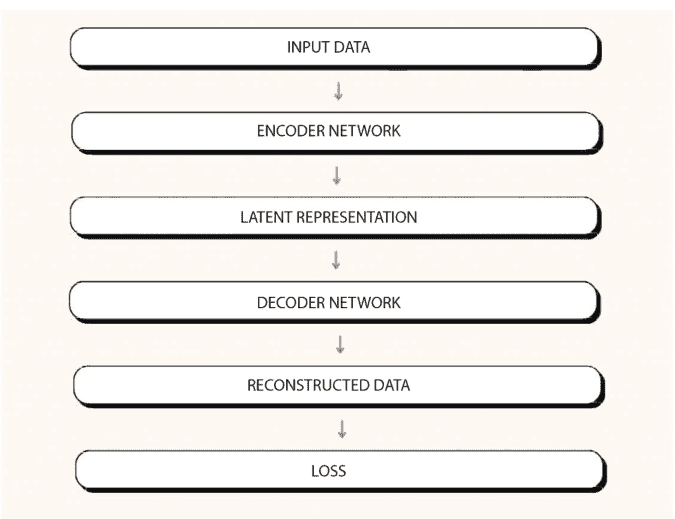 INPUT DATA
ENCODER NETWORK
LATENT REPRESENTATION
DECODER NETWORK
RECONSTRUCTED DATA
LOSS